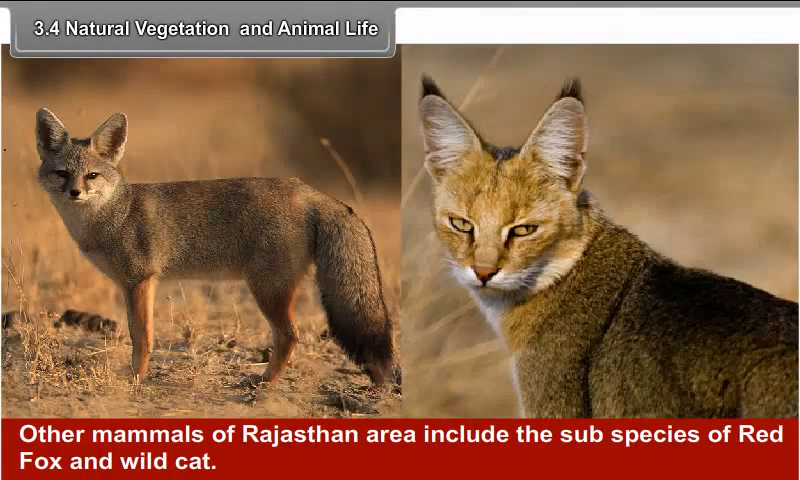 3.4 Natural Vegetation and Animal Life
Other mammals of Rajasthan area include the sub species of Red
Fox and wild cat.